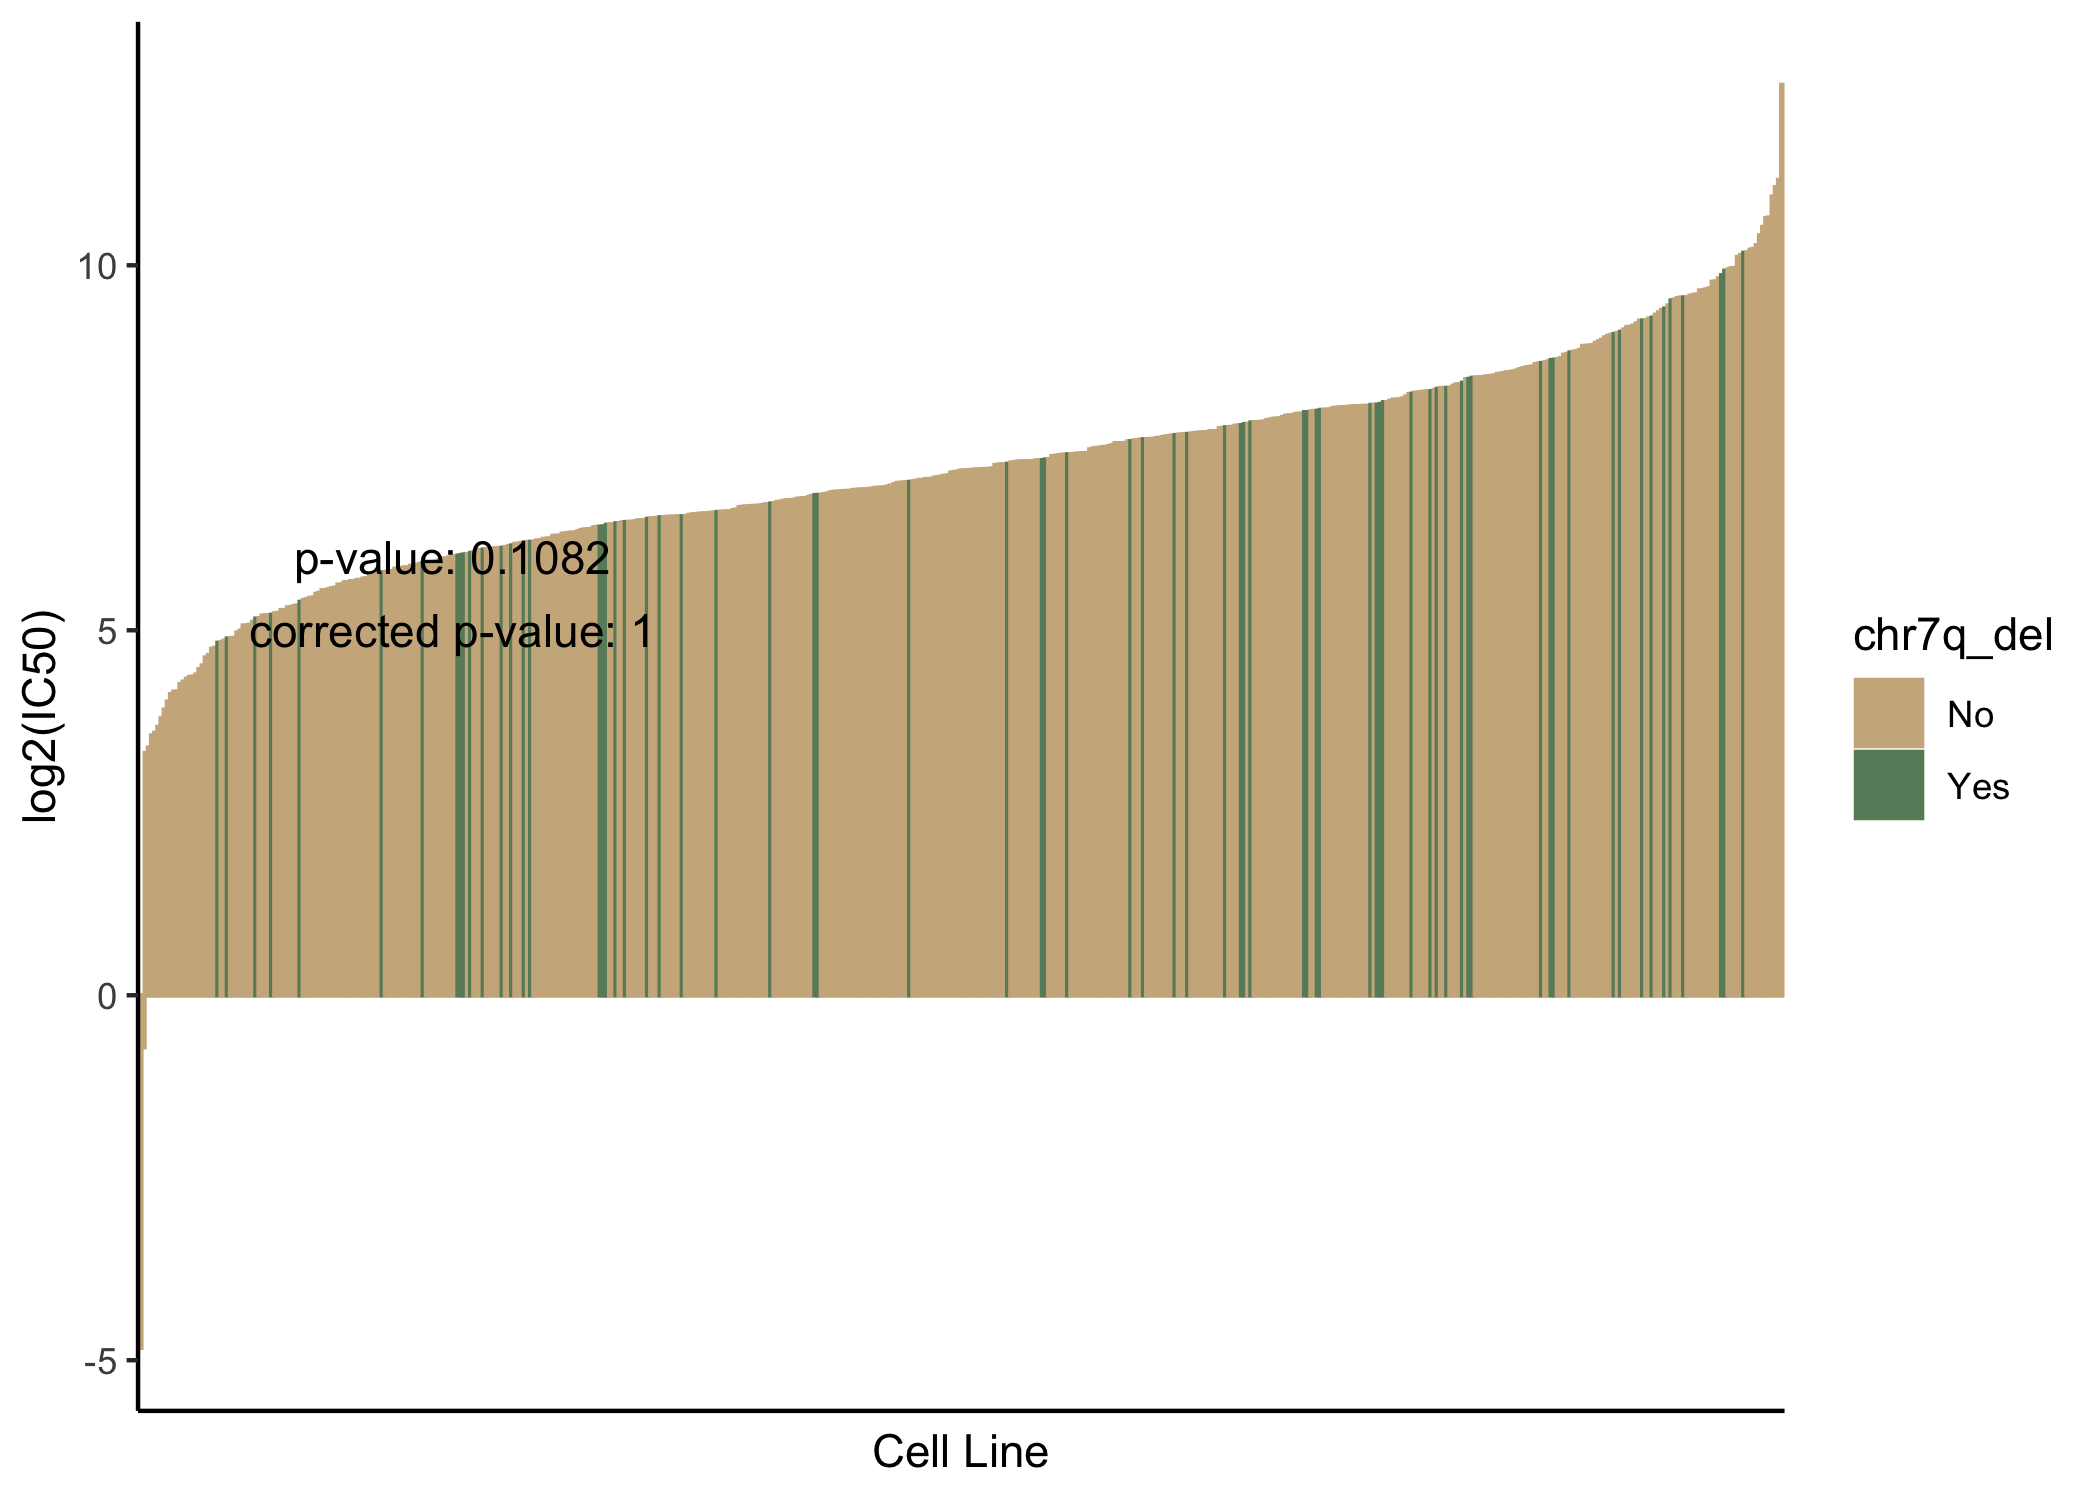 10
5
0
-5
log2(IC50)
p-value: 0.1082
corrected p-value: 1
Cell Line
chr7q_del
No
Yes